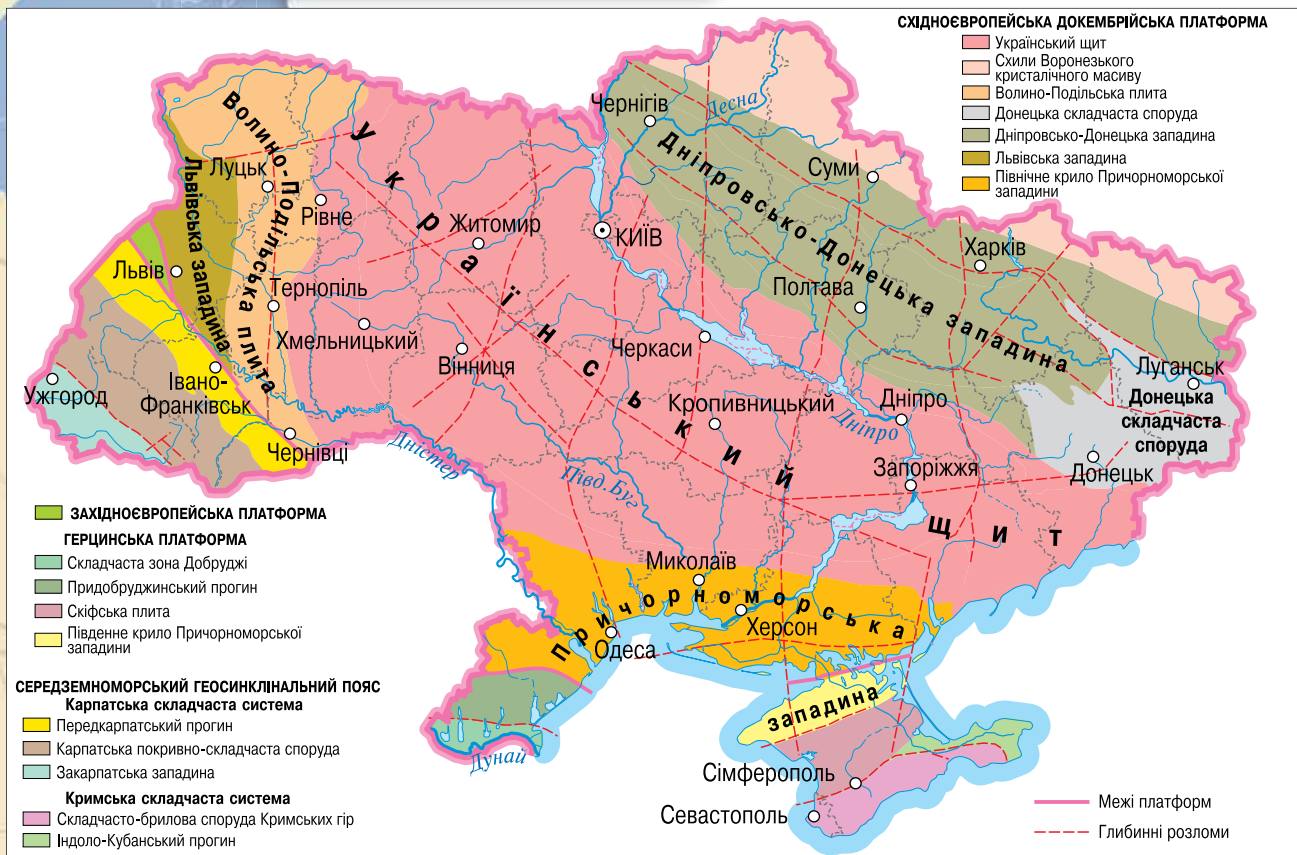 СХІДНОЄВРОПЕЙСЬКА ДОКЕМБРІЙСЬКА ПЛАТФОРМА
Український щит
Схили Воронезького
кристалічного масиву
Волино-Подільська плита
Донецька складчаста споруда
Дніпровсько-Донецька западина
Львівська западина
Північне крило Причорноморської
западини
Волино-Подільська плита
Львівська западина
Український щит
Дніпровсько-Донецька западина
Донецька
складчаста
споруда
Причорноморська
западина
Чернігів
Десна
Суми
Луцьк
Рівне
Житомир
КИЇВ
Харків
Львів
Тернопіль
Полтава
Хмельницький
Вінниця
Черкаси
Луганськ
Ужгород
Івано-
Франківськ
Кропивницький
Дніпро
Дніпро
Чернівці
Дністер
Півд. Буг
Запоріжжя
Донецьк
Миколаїв
Херсон
Одеса
Дунай
Сімферополь
Севастополь
ЗАХІДНОЄВРОПЕЙСЬКА ПЛАТФОРМА
ГЕРЦИНСЬКА ПЛАТФОРМА
Складчаста зона Добруджі
Придобруджинський прогин
Скіфська плита
Південне крило Причорноморської
западини
СЕРЕДЗЕМНОМОРСЬКИЙ ГЕОСИНКЛІНАЛЬНИЙ ПОЯС
Карпатська складчаста система
Передкарпатський прогин
Карпатська покривно-складчаста споруда
Закарпатська западина
Кримська складчаста система
Складчасто-брилова споруда Кримських гір
Індоло-Кубанський прогин
Межі платформ
Глибинні розломи